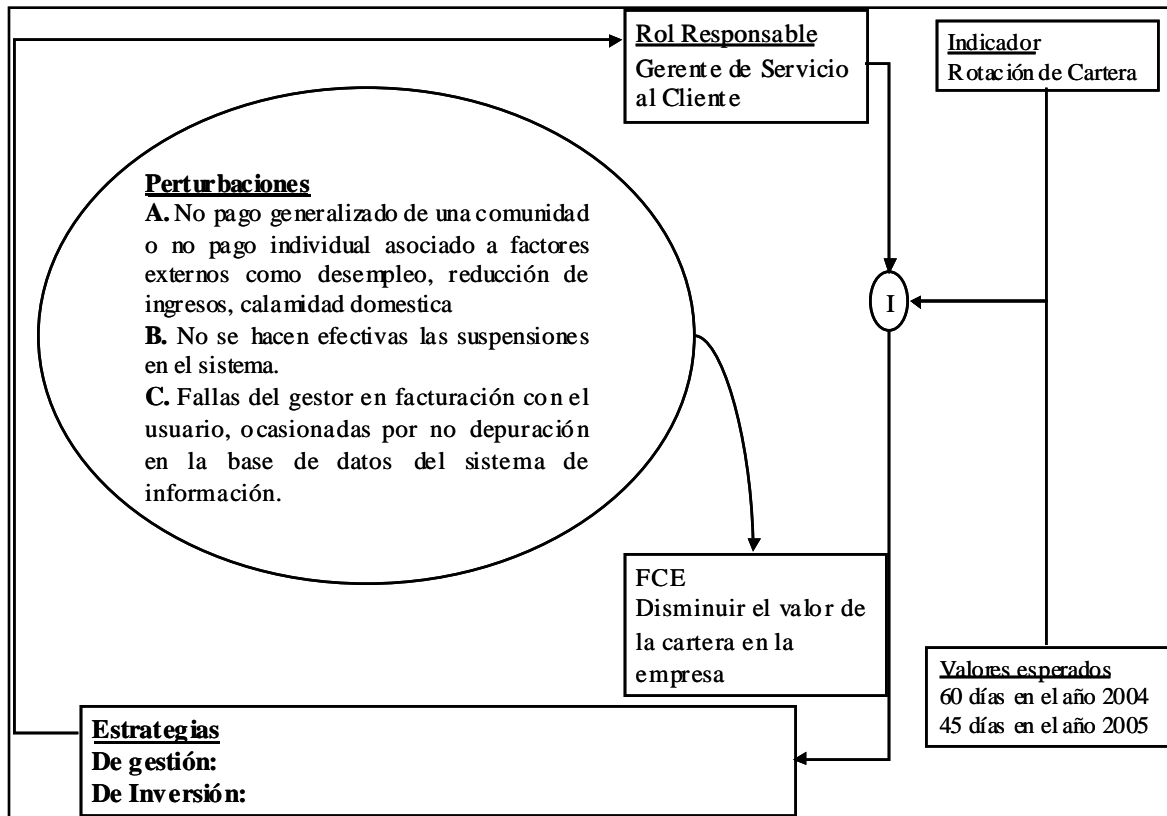 Rol Responsable
Gerente de Servicio
al Cliente
Indicador
Rotación de Cartera
Perturbaciones
A. No pago generalizado de una comunidad
o no pago individual asociado a factores
externos como desempleo, reducción de
ingresos, calamidad domestica
B. No se hacen efectivas las suspensiones
en el sistema.
C. Fallas del gestor en facturación con el
usuario, ocasionadas por no depuración
en la base de datos del sistema de
información.
I
FCE
Disminuir el valor de
la cartera en la
empresa
Valores esperados
60 días en el año 2004
45 días en el año 2005
Estrategias
De gestión:
De Inversión: